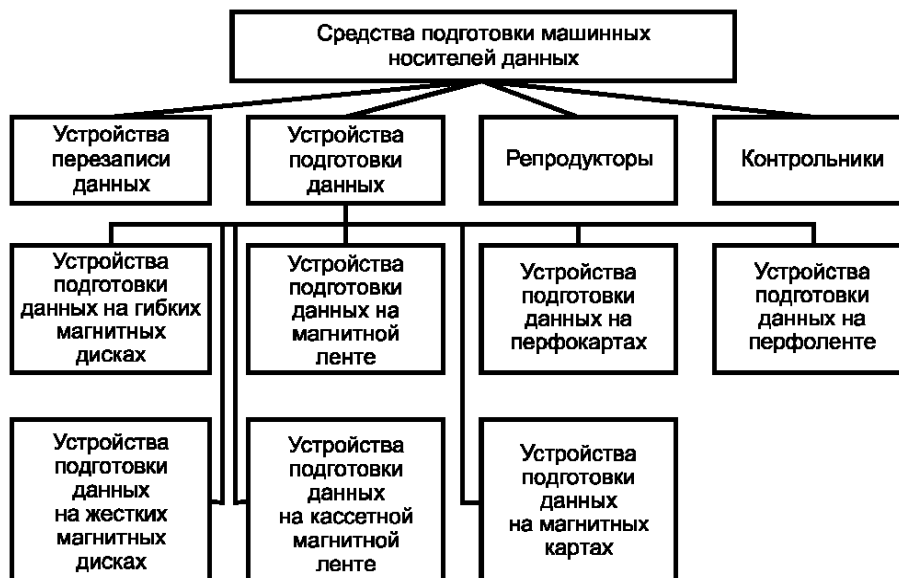 Средства подготовки машинных
носителей данных
Устройства
перезаписи
данных
Устройства
подготовки
данных
Репродукторы
Контрольники
Устройства
подготовки
данных на гибких
магнитных
дисках
Устройства
подготовки
данных на
магнитной
ленте
Устройства
подготовки
данных на
перфокартах
Устройства
подготовки
данных на
перфоленте
Устройства
подготовки
данных
на жестких
магнитных
дисках
Устройства
подготовки
данных
на кассетной
магнитной
ленте
Устройства
подготовки
данных
на магнитных
картах